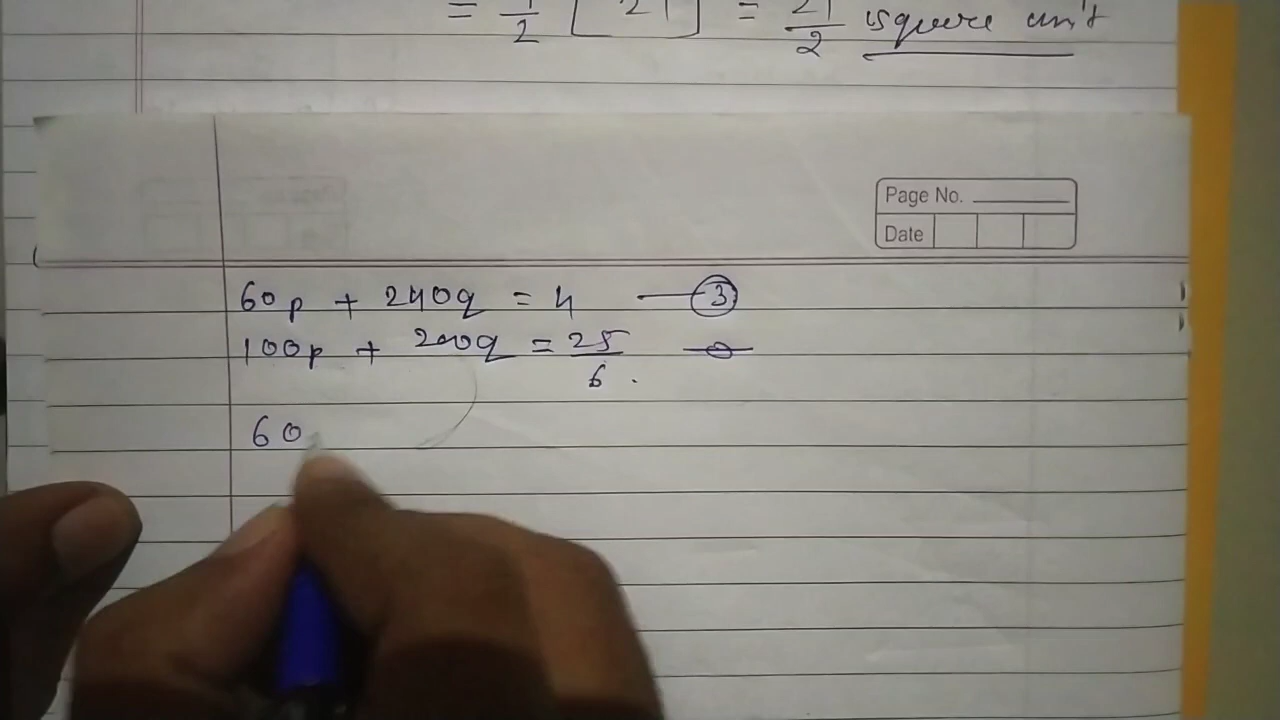 = 1/2 [ 21 ] = 21/2 square unit
Page No.
Date
60p + 240q = 4 — ③
100p + 200q = 25/6 .
60